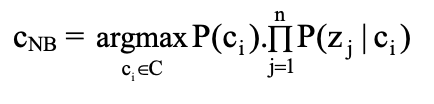 c_NB = argmax_{c_i∈C} P(c_i).∏_{j=1}^{n} P(z_j | c_i)